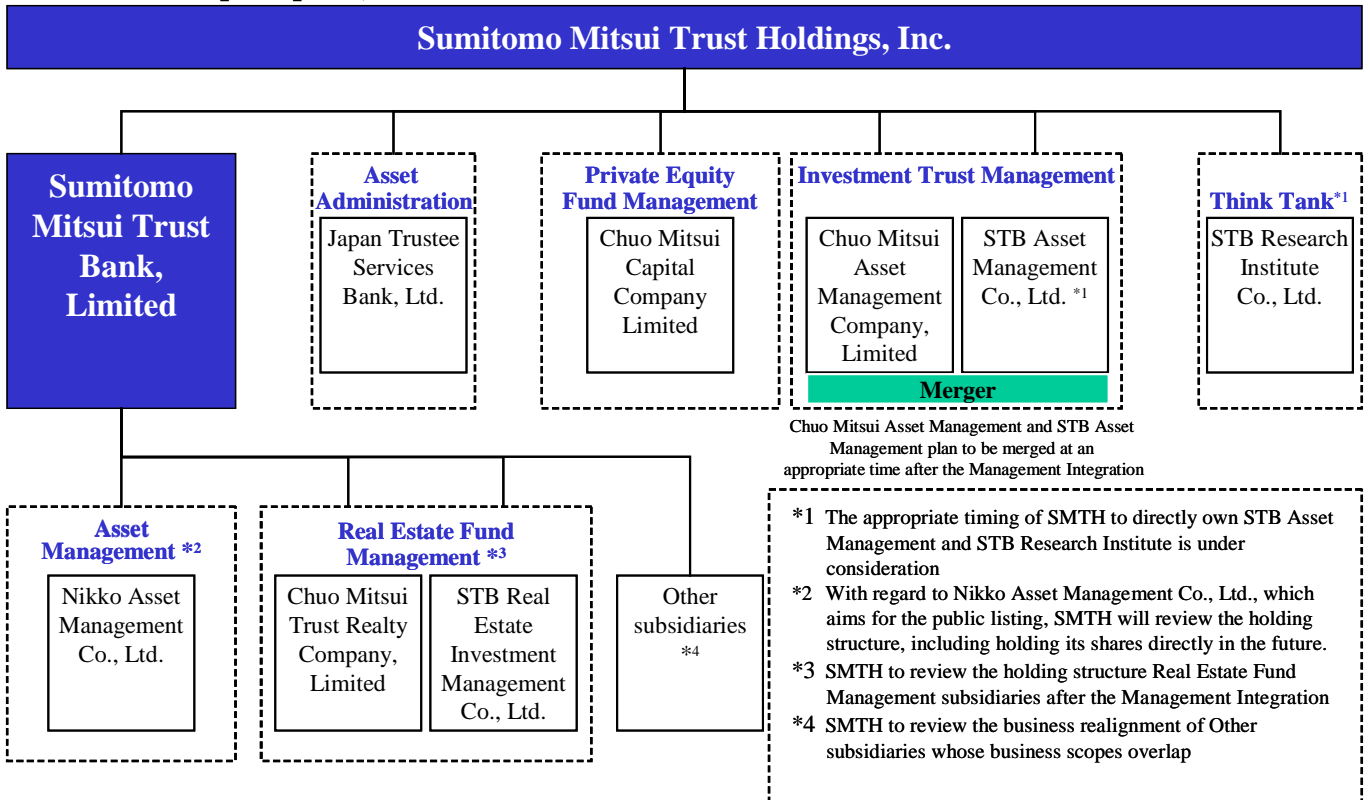 Sumitomo Mitsui Trust Holdings, Inc.
Sumitomo
Mitsui Trust
Bank,
Limited
Asset
Administration
Japan Trustee
Services
Bank, Ltd.
Private Equity
Fund Management
Chuo Mitsui
Capital
Company
Limited
Investment Trust Management
Chuo Mitsui
Asset
Management
Company,
Limited
STB Asset
Management
Co., Ltd. *1
Merger
Chuo Mitsui Asset Management and STB Asset
Management plan to be merged at an
appropriate time after the Management Integration
Think Tank*1
STB Research
Institute
Co., Ltd.
Asset
Management *2
Nikko Asset
Management
Co., Ltd.
Real Estate Fund
Management *3
Chuo Mitsui
Trust Realty
Company,
Limited
STB Real
Estate
Investment
Management
Co., Ltd.
Other
subsidiaries
*4
*1 The appropriate timing of SMTH to directly own STB Asset
Management and STB Research Institute is under
consideration
*2 With regard to Nikko Asset Management Co., Ltd., which
aims for the public listing, SMTH will review the holding
structure, including holding its shares directly in the future.
*3 SMTH to review the holding structure Real Estate Fund
Management subsidiaries after the Management Integration
*4 SMTH to review the business realignment of Other
subsidiaries whose business scopes overlap